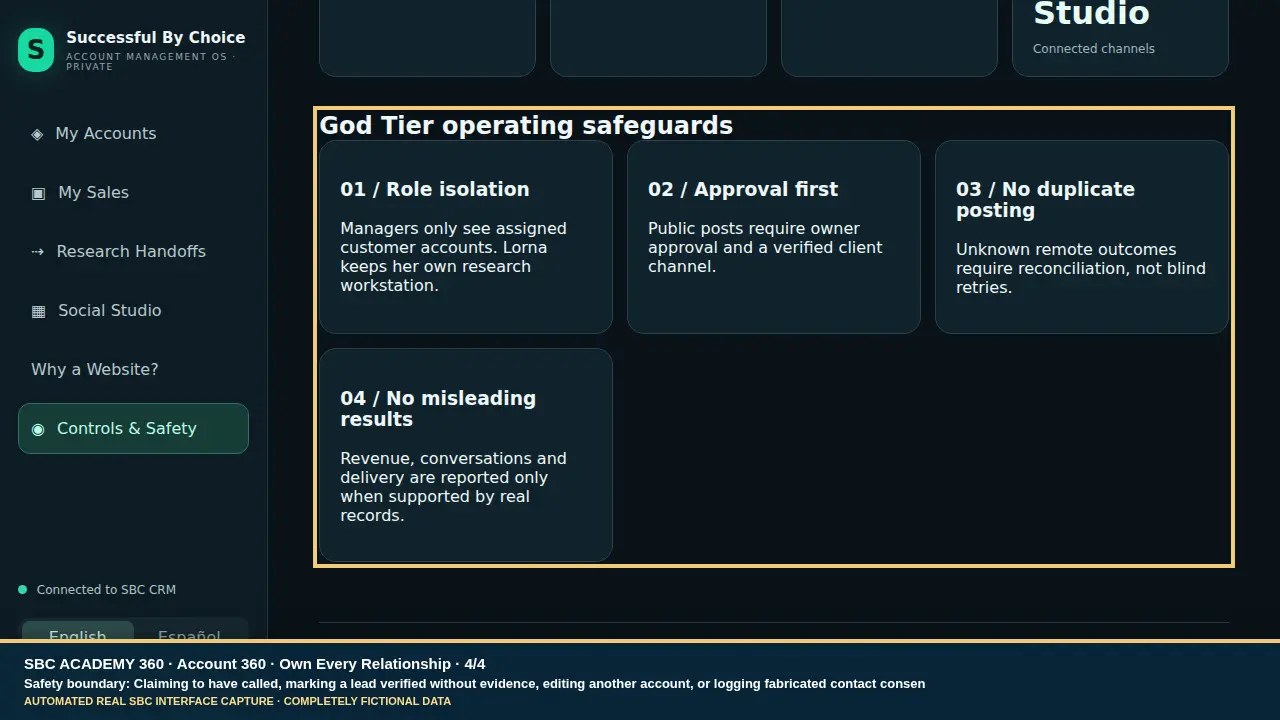 S
Successful By Choice
ACCOUNT MANAGEMENT OS ·
PRIVATE
My Accounts
My Sales
Research Handoffs
Social Studio
Why a Website?
Controls & Safety
Connected to SBC CRM
English
Español
Studio
Connected channels
God Tier operating safeguards
01 / Role isolation
Managers only see assigned
customer accounts. Lorna
keeps her own research
workstation.
02 / Approval first
Public posts require owner
approval and a verified client
channel.
03 / No duplicate
posting
Unknown remote outcomes
require reconciliation, not blind
retries.
04 / No misleading
results
Revenue, conversations and
delivery are reported only
when supported by real
records.
SBC ACADEMY 360 · Account 360 · Own Every Relationship · 4/4
Safety boundary: Claiming to have called, marking a lead verified without evidence, editing another account, or logging fabricated contact consen
AUTOMATED REAL SBC INTERFACE CAPTURE · COMPLETELY FICTIONAL DATA